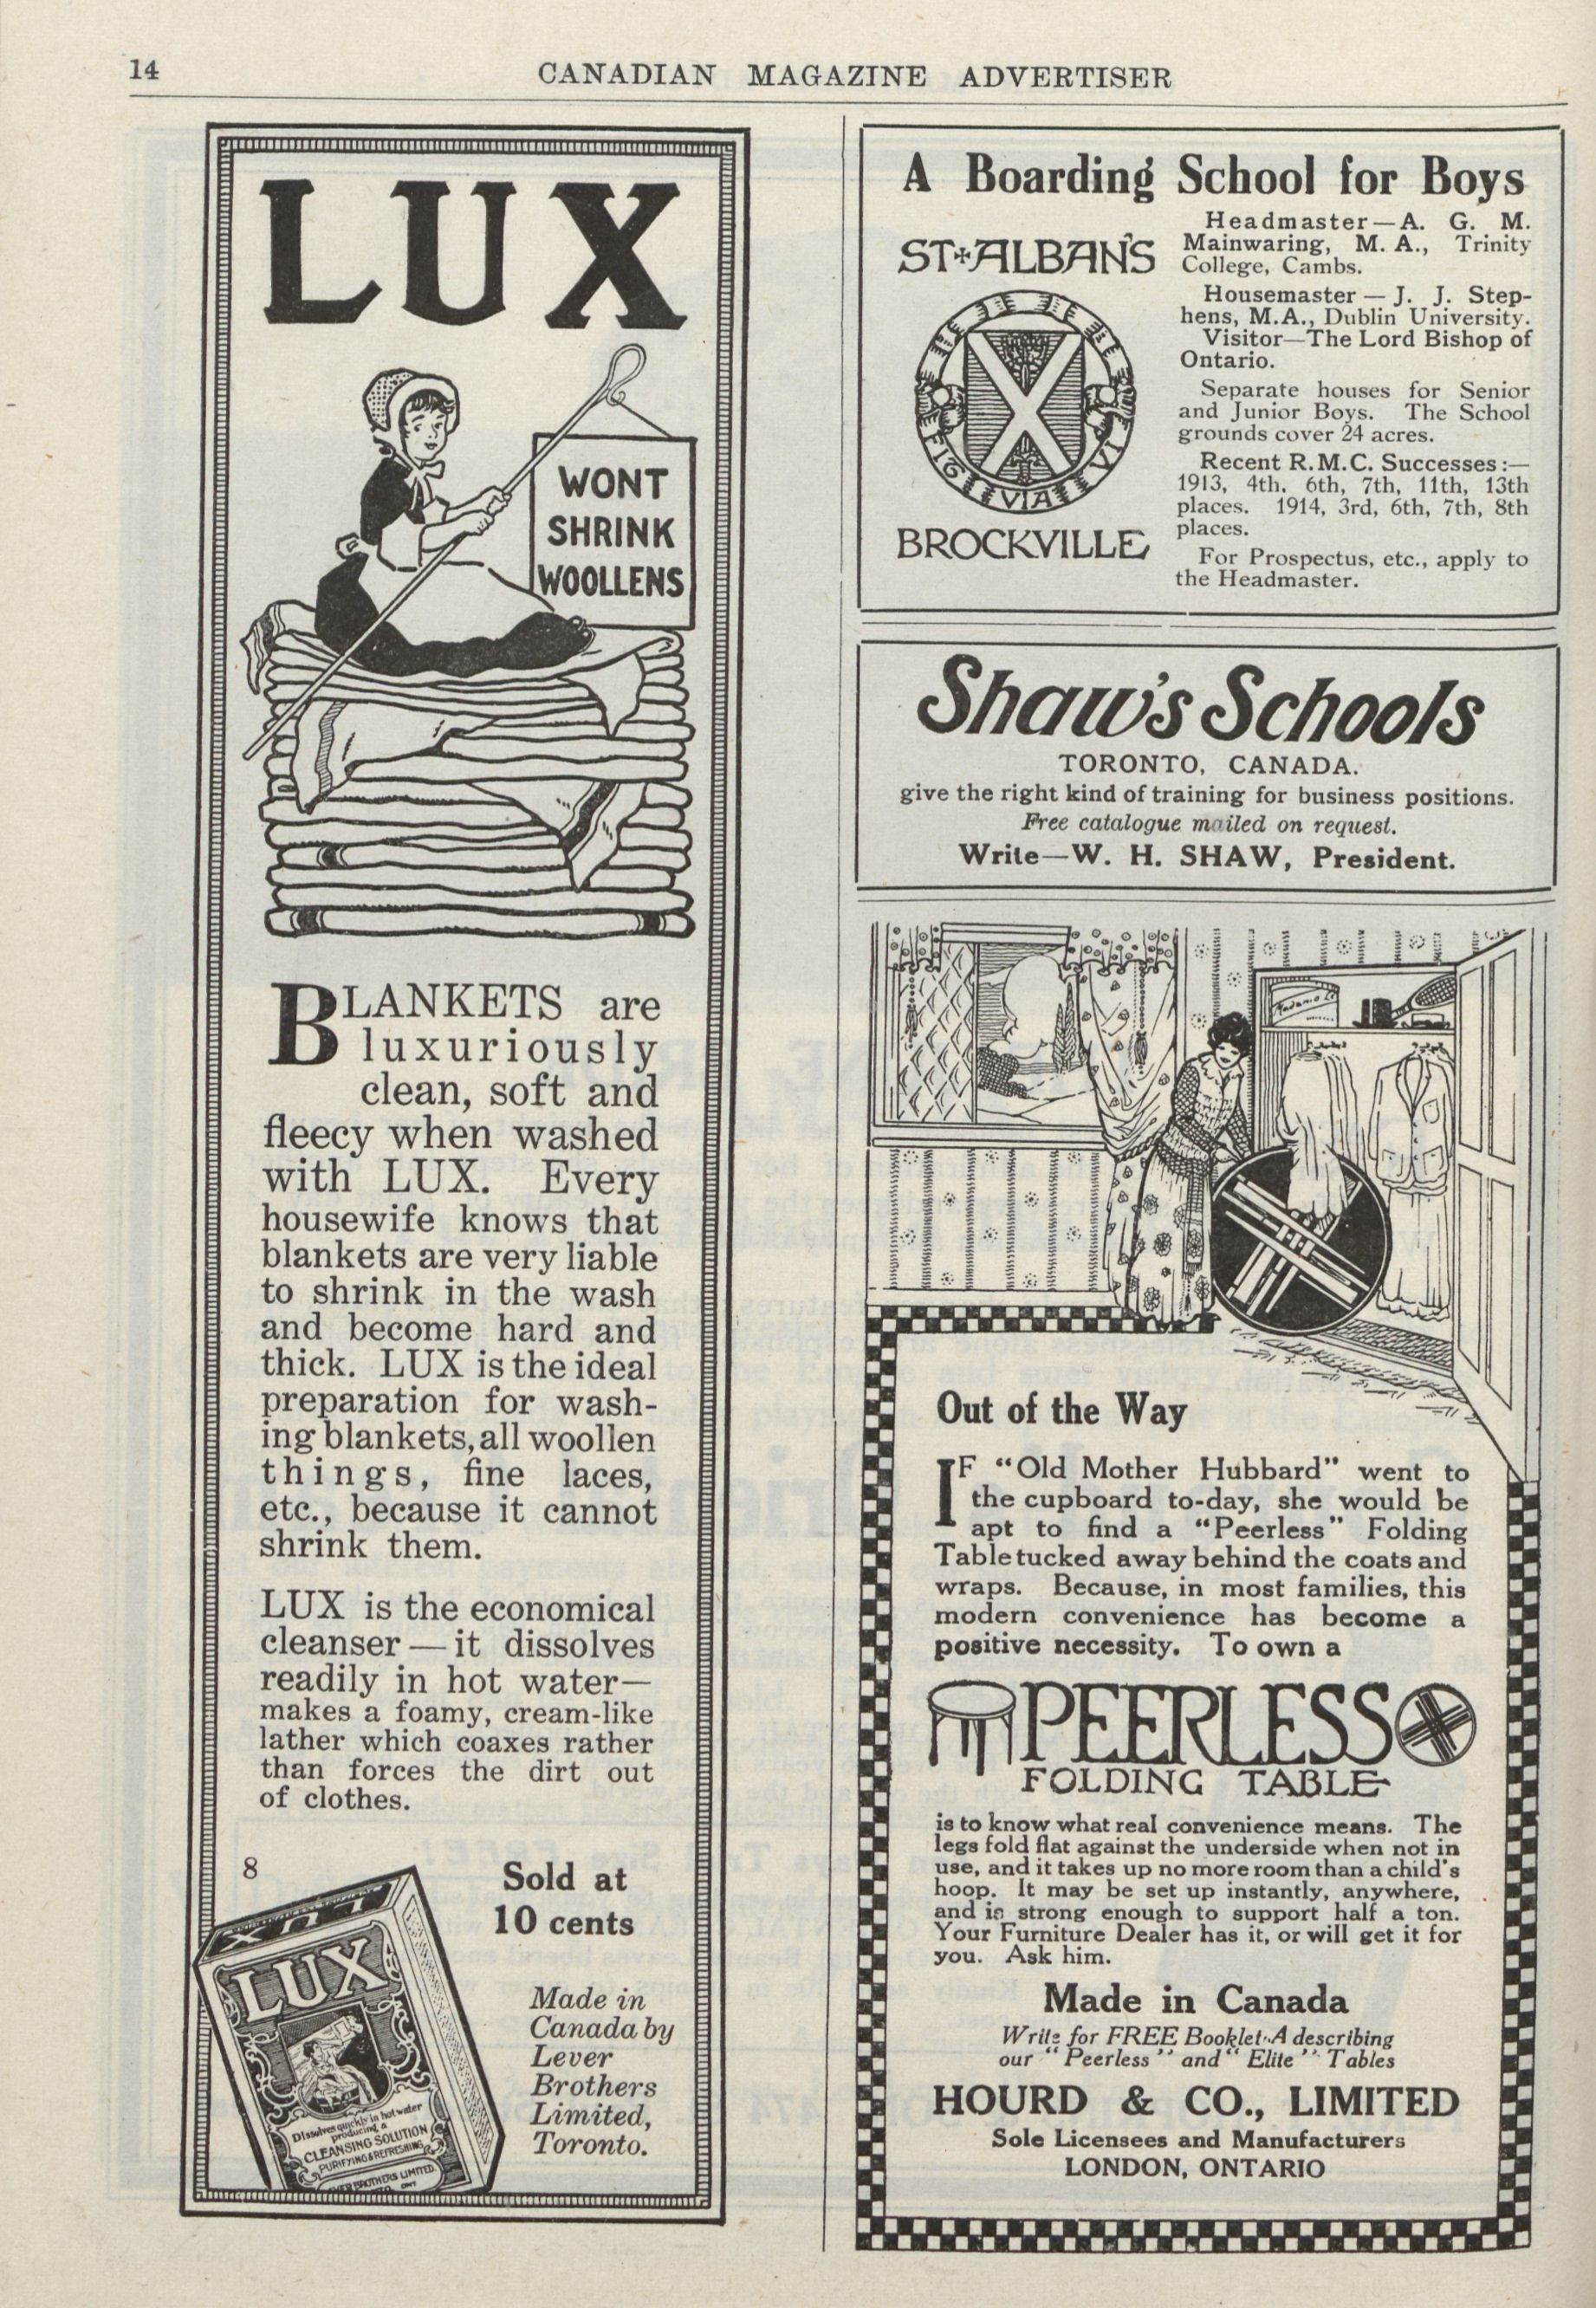 14
CANADIAN MAGAZINE ADVERTISER
LUX
WONT
SHRINK
WOOLLENS
BLANKETS are
luxuriously
clean, soft and
fleecy when washed
with LUX. Every
housewife knows that
blankets are very liable
to shrink in the wash
and become hard and
thick. LUX is the ideal
preparation for wash-
ing blankets, all woollen
things, fine laces,
etc., because it cannot
shrink them.
LUX is the economical
cleanser — it dissolves
readily in hot water—
makes a foamy, cream-like
lather which coaxes rather
than forces the dirt out
of clothes.
8
Sold at
10 cents
Made in
Canada by
Lever
Brothers
Limited,
Toronto.
LUX
LUX
Dissolves quickly in hot water
producing a
CLEANSING SOLUTION
PURIFYING & REFRESHING
BROTHERS LIMITED.
A Boarding School for Boys
ST ALBAN'S
VIA
VI
BROCKVILLE
Headmaster—A. G. M.
Mainwaring, M. A., Trinity
College, Cambs.
Housemaster — J. J. Step-
hens, M.A., Dublin University.
Visitor—The Lord Bishop of
Ontario.
Separate houses for Senior
and Junior Boys. The School
grounds cover 24 acres.
Recent R.M.C. Successes:—
1913, 4th, 6th, 7th, 11th, 13th
places. 1914, 3rd, 6th, 7th, 8th
places.
For Prospectus, etc., apply to
the Headmaster.
Shaw's Schools
TORONTO, CANADA.
give the right kind of training for business positions.
Free catalogue mailed on request.
Write—W. H. SHAW, President.
Out of the Way
IF "Old Mother Hubbard" went to
the cupboard to-day, she would be
apt to find a "Peerless" Folding
Table tucked away behind the coats and
wraps. Because, in most families, this
modern convenience has become a
positive necessity. To own a
PEERLESS
FOLDING TABLE
is to know what real convenience means. The
legs fold flat against the underside when not in
use, and it takes up no more room than a child's
hoop. It may be set up instantly, anywhere,
and is strong enough to support half a ton.
Your Furniture Dealer has it, or will get it for
you. Ask him.
Made in Canada
Write for FREE Booklet A describing
our "Peerless" and "Elite" Tables
HOURD & CO., LIMITED
Sole Licensees and Manufacturers
LONDON, ONTARIO